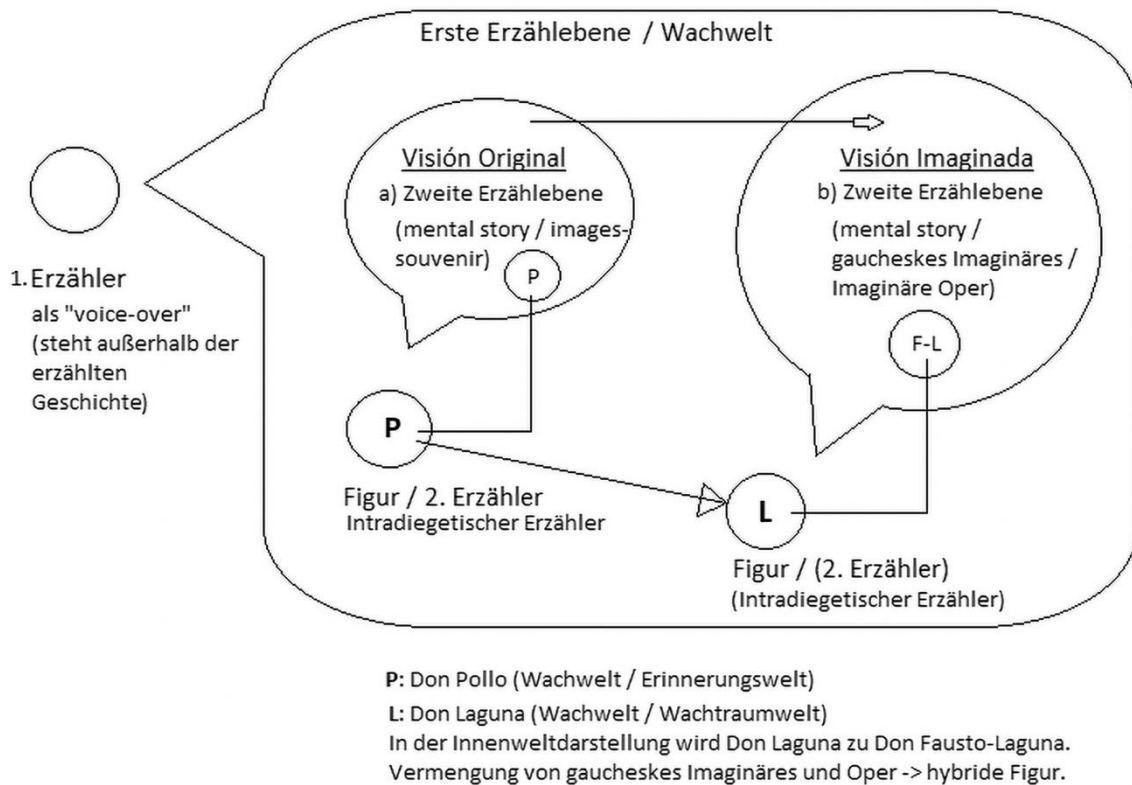 Erste Erzählebene / Wachwelt
Visión Original
a) Zweite Erzählebene
(mental story / images-
souvenir)
P
Visión Imaginada
b) Zweite Erzählebene
(mental story /
gaucheskes Imaginäres /
Imaginäre Oper)
F-L
1. Erzähler
als "voice-over"
(steht außerhalb der
erzählten
Geschichte)
P
Figur / 2. Erzähler
Intradiegetischer Erzähler
L
Figur / (2. Erzähler)
(Intradiegetischer Erzähler)
P: Don Pollo (Wachwelt / Erinnerungswelt)
L: Don Laguna (Wachwelt / Wachtraumwelt)
In der Innenweltdarstellung wird Don Laguna zu Don Fausto-Laguna.
Vermengung von gaucheskes Imaginäres und Oper -> hybride Figur.